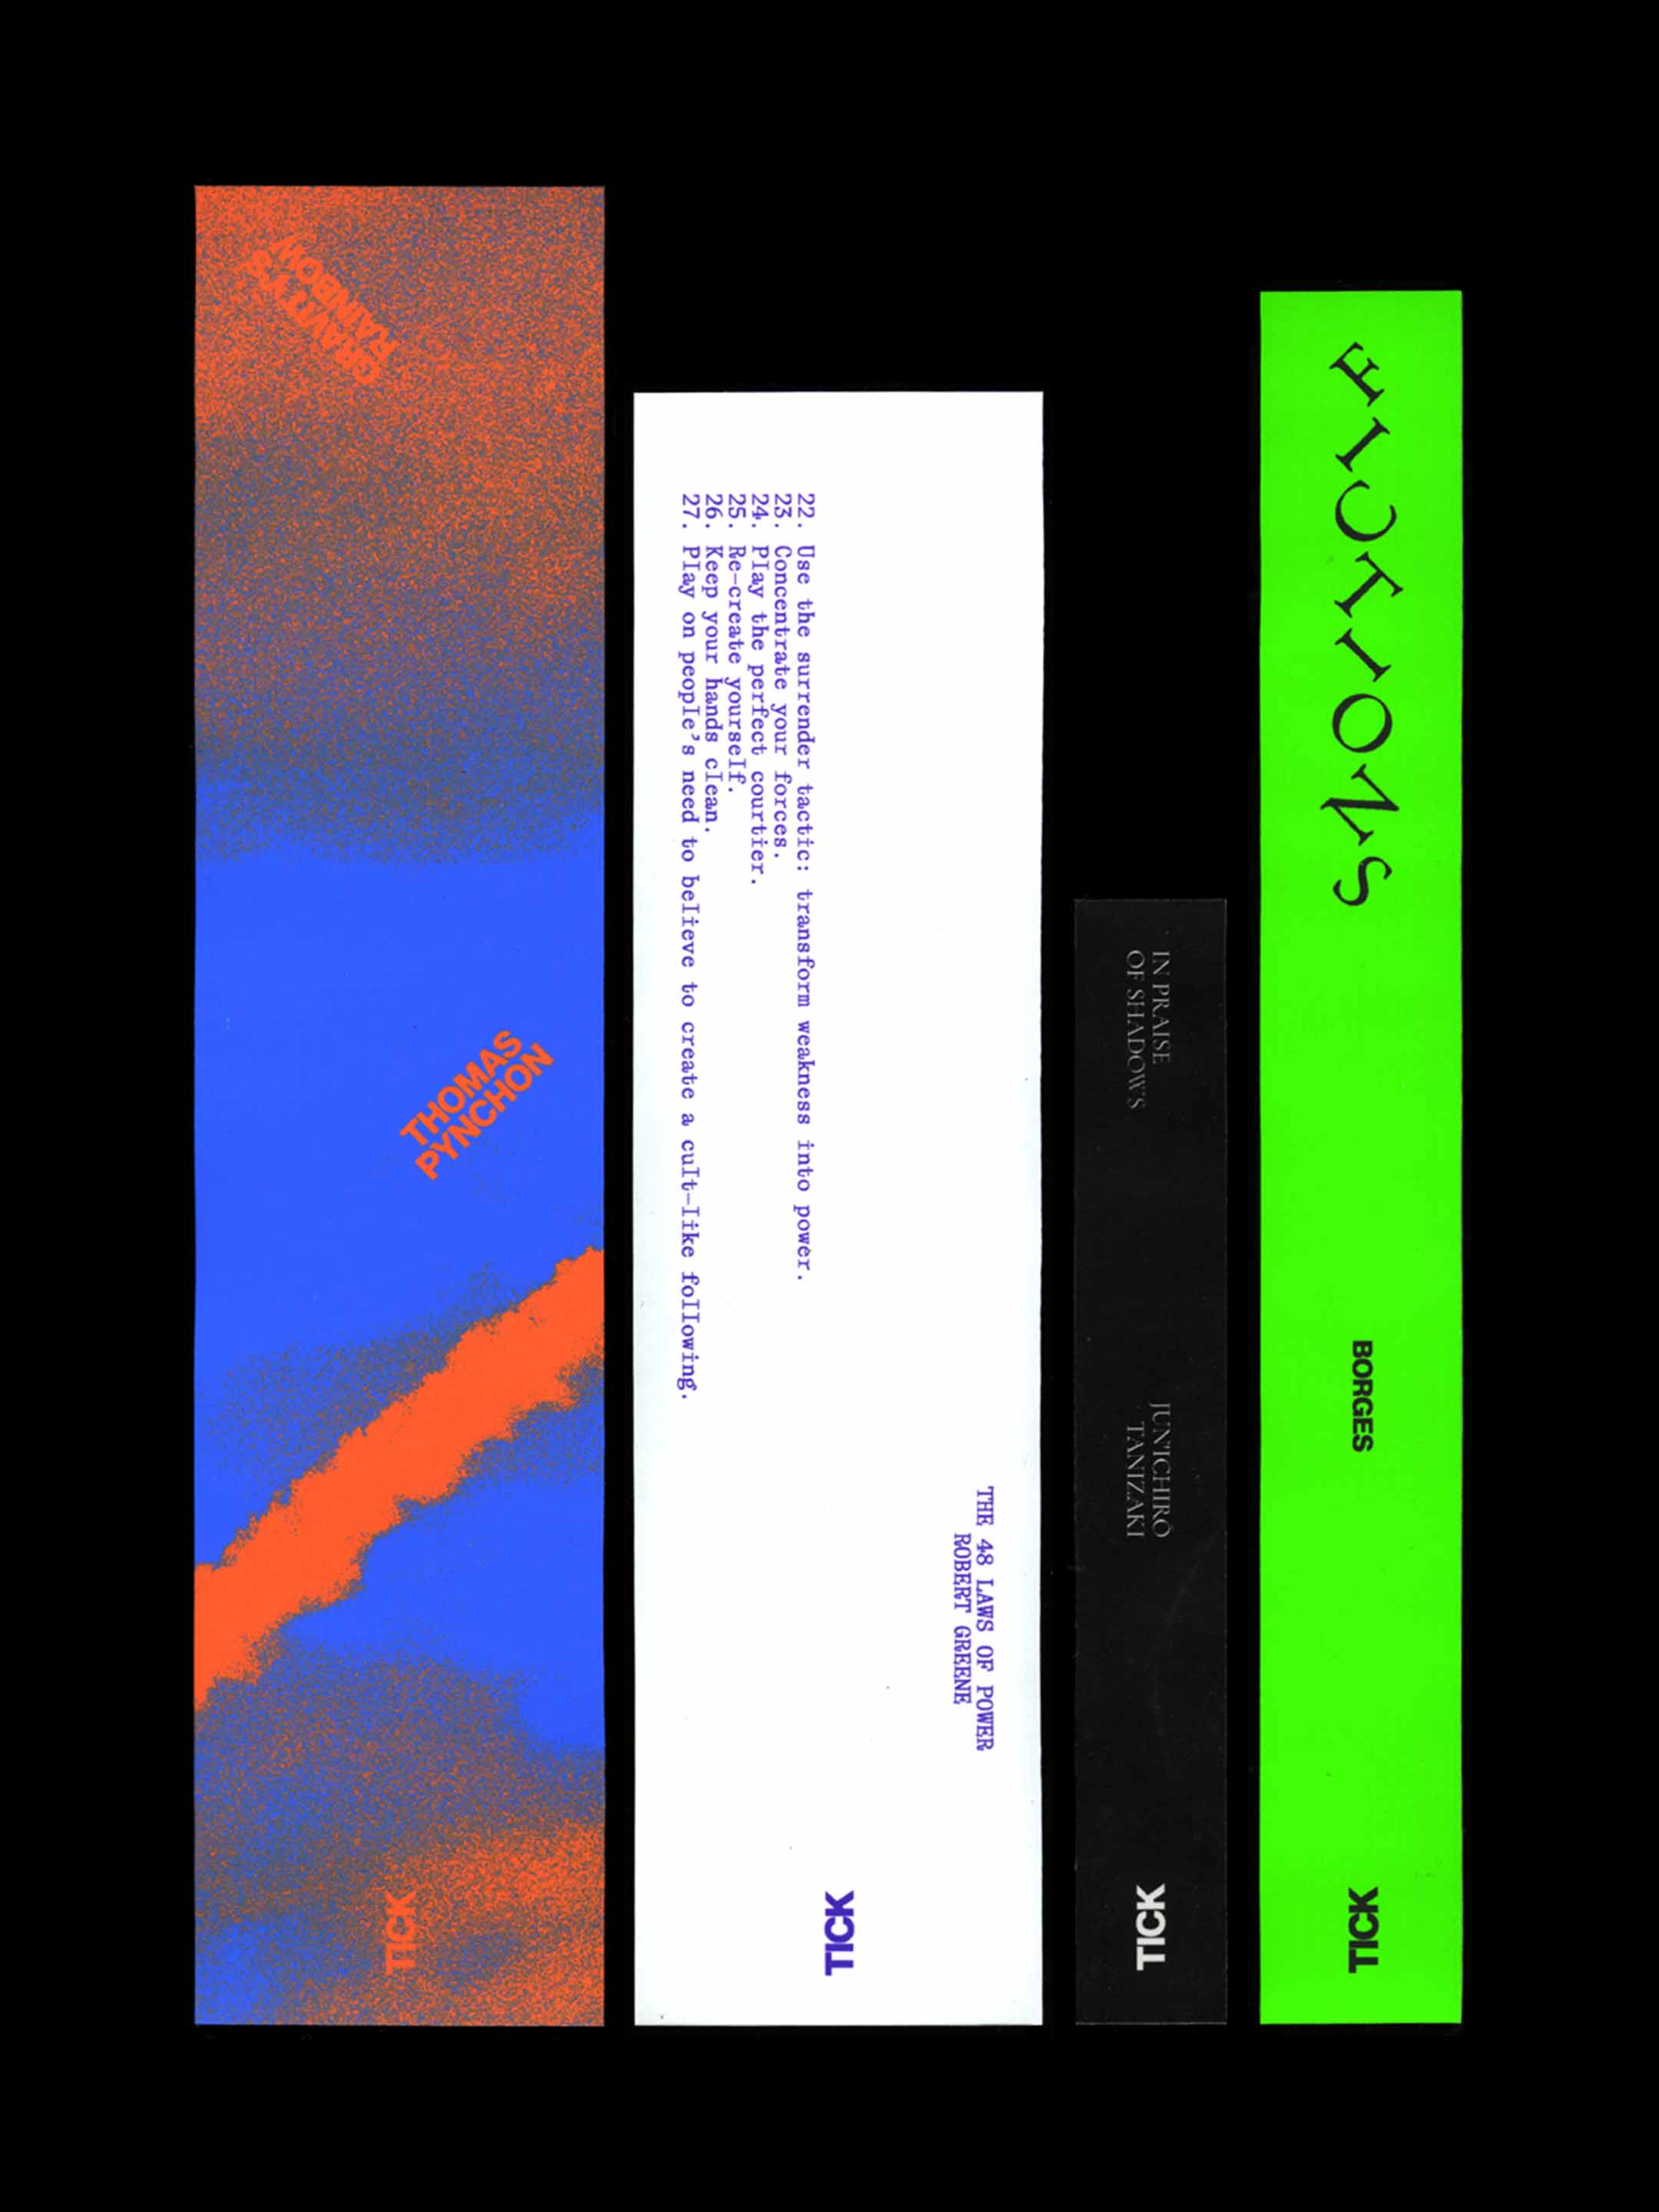 GRAVITY'S
RAINBOW
THOMAS
PYNCHON
TICK
22. Use the surrender tactic: transform weakness into power.
23. Concentrate your forces.
24. Play the perfect courtier.
25. Re-create yourself.
26. Keep your hands clean.
27. Play on people's need to believe to create a cult-like following.
THE 48 LAWS OF POWER
ROBERT GREENE
TICK
IN PRAISE
OF SHADOWS
JUN'ICHIRŌ
TANIZAKI
TICK
FICTIONS
BORGES
TICK